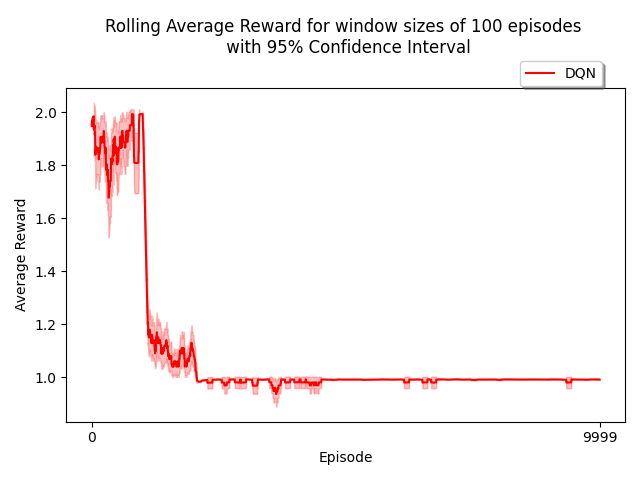 Rolling Average Reward for window sizes of 100 episodes
with 95% Confidence Interval
DQN
2.0
1.8
1.6
1.4
1.2
1.0
Average Reward
0
9999
Episode